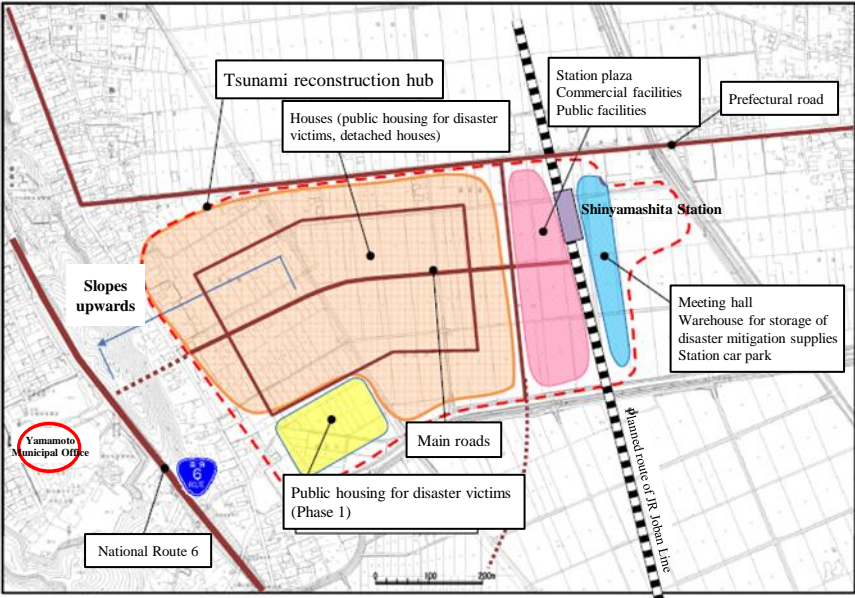 Tsunami reconstruction hub
Houses (public housing for disaster
victims, detached houses)
Station plaza
Commercial facilities
Public facilities
Prefectural road
Shinyamashita Station
Slopes
upwards
Meeting hall
Warehouse for storage of
disaster mitigation supplies
Station car park
Yamamoto
Municipal Office
6
Main roads
Public housing for disaster victims
(Phase 1)
National Route 6
Planned route of JR Joban Line
0
100
200m